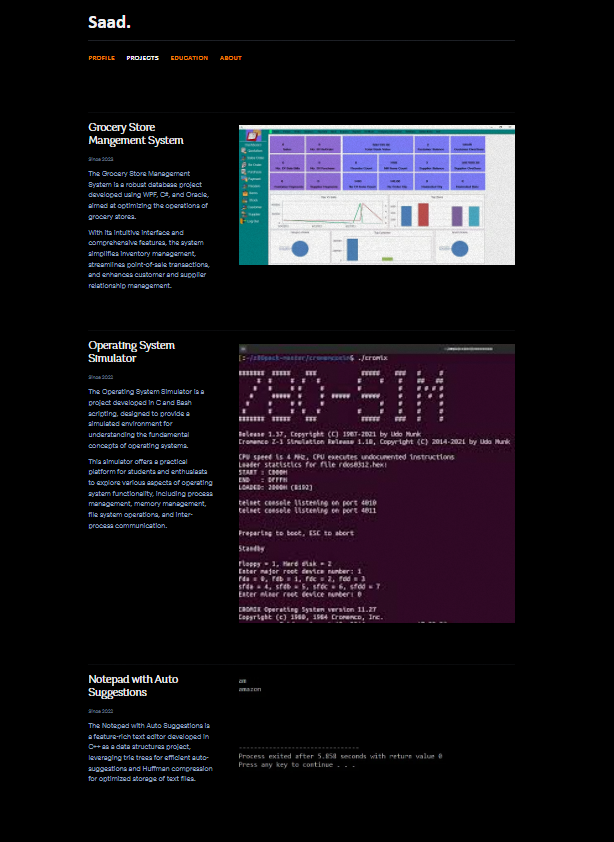 Saad.
PROFILE PROJECTS EDUCATION ABOUT
Grocery Store
Mangement System
Since 2023
The Grocery Store Management
System is a robust database project
developed using WPF, C#, and Oracle,
aimed at optimizing the operations of
grocery stores.
With its intuitive interface and
comprehensive features, the system
simplifies inventory management,
streamlines point-of-sale transactions,
and enhances customer and supplier
relationship management.
Operating System
Simulator
Since 2023
The Operating System Simulator is a
project developed in C and Bash
scripting, designed to provide a
simulated environment for
understanding the fundamental
concepts of operating systems.
This simulator offers a practical
platform for students and enthusiasts
to explore various aspects of operating
system functionality, including process
management, memory management,
file system operations, and inter-
process communication.
:~/z80pack-master/cromemcosim$ ./cromix
Release 1.37, Copyright (C) 1987-2021 by Udo Munk
Cromemco Z-1 Simulation Release 1.18, Copyright (C) 2014-2021 by Udo Munk
CPU speed is 4 MHz, CPU executes undocumented instructions
Loader statistics for file rdos0312.hex:
START : C000H
END : DFFFH
LOADED: 2000H (8192)
telnet console listening on port 4010
telnet console listening on port 4011
Preparing to boot, ESC to abort
Standby
Floppy = 1, Hard disk = 2
Enter major root device number: 1
fda = 0, fdb = 1, fdc = 2, fdd = 3
sfda = 4, sfdb = 5, sfdc = 6, sfdd = 7
Enter minor root device number: 0
CROMIX Operating System version 11.27
Copyright (c) 1980, 1984 Cromemco, Inc.
Notepad with Auto
Suggestions
Since 2022
The Notepad with Auto Suggestions is
a feature-rich text editor developed in
C++ as a data structures project,
leveraging trie trees for efficient auto-
suggestions and Huffman compression
for optimized storage of text files.
am
amazon
--------------------------------
Process exited after 5.858 seconds with return value 0
Press any key to continue . . .